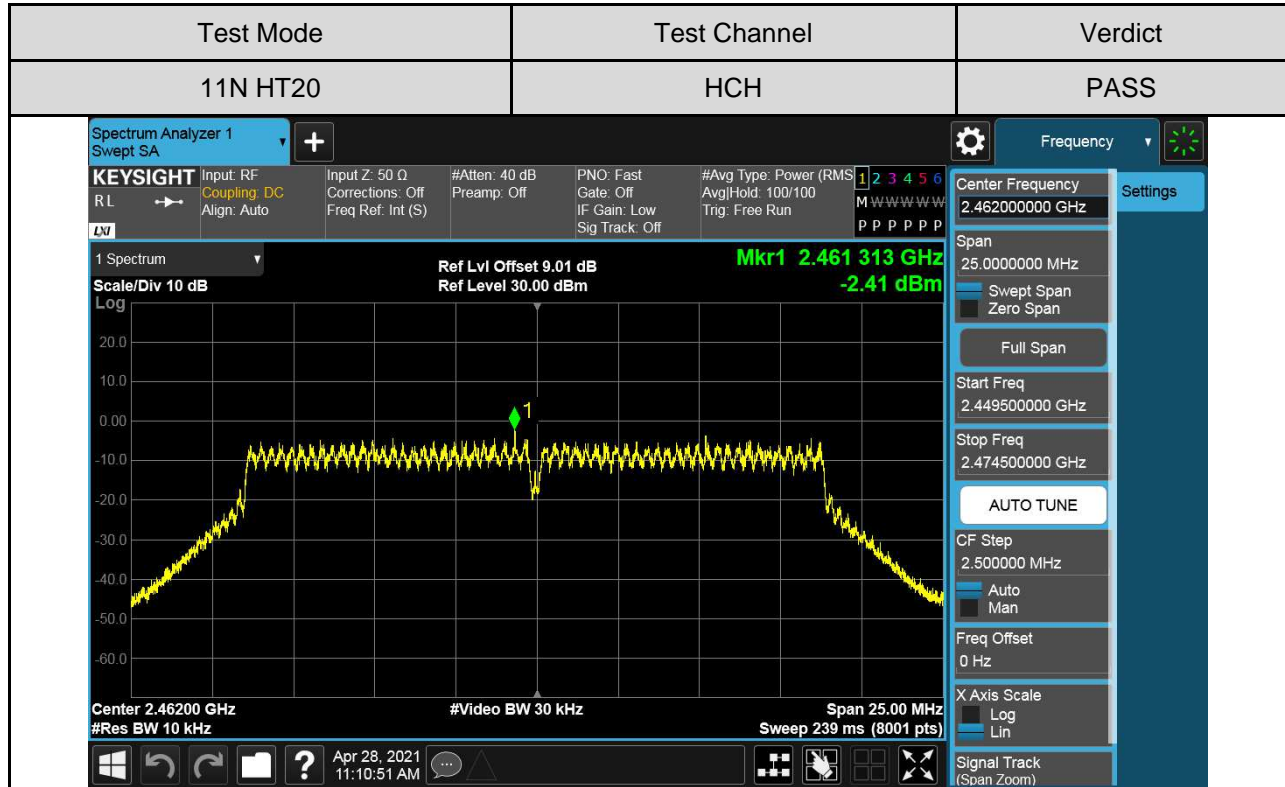 Test Mode Test Channel Verdict
11N HT20 HCH PASS
Spectrum Analyzer 1
Swept SA
Frequency
KEYSIGHT
R L
LXI
Input: RF
Coupling: DC
Align: Auto
Input Z: 50 Ω
Corrections: Off
Freq Ref: Int (S)
#Atten: 40 dB
Preamp: Off
PNO: Fast
Gate: Off
IF Gain: Low
Sig Track: Off
#Avg Type: Power (RMS
Avg|Hold: 100/100
Trig: Free Run
1 2 3 4 5 6
M W W W W W
P P P P P P
1 Spectrum
Scale/Div 10 dB
Log
Ref Lvl Offset 9.01 dB
Ref Level 30.00 dBm
Mkr1 2.461 313 GHz
-2.41 dBm
20.0
10.0
0.00
-10.0
-20.0
-30.0
-40.0
-50.0
-60.0
1
Center 2.46200 GHz
#Res BW 10 kHz
#Video BW 30 kHz
Span 25.00 MHz
Sweep 239 ms (8001 pts)
Center Frequency
2.462000000 GHz
Settings
Span
25.0000000 MHz
Swept Span
Zero Span
Full Span
Start Freq
2.449500000 GHz
Stop Freq
2.474500000 GHz
AUTO TUNE
CF Step
2.500000 MHz
Auto
Man
Freq Offset
0 Hz
X Axis Scale
Log
Lin
Signal Track
(Span Zoom)
?
Apr 28, 2021
11:10:51 AM